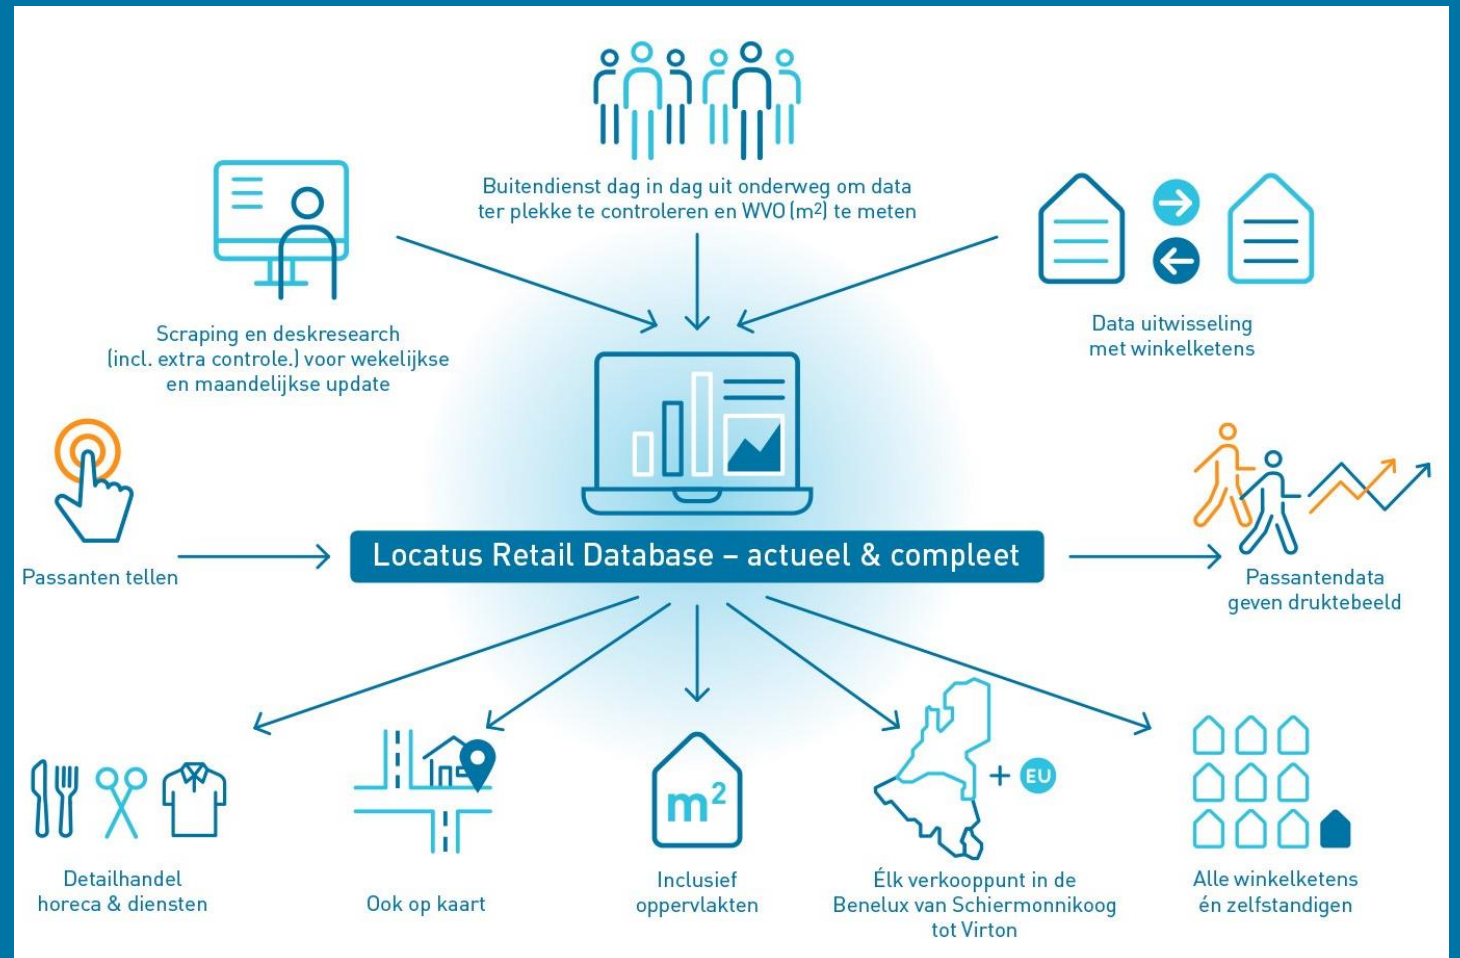 Buitendienst dag in dag uit onderweg om data
ter plekke te controleren en WVO (m²) te meten
Scraping en deskresearch
(incl. extra controle.) voor wekelijkse
en maandelijkse update
Data uitwisseling
met winkelketens
Passanten tellen
Locatus Retail Database – actueel & compleet
Passantendata
geven druktebeeld
m²
EU
Detailhandel
horeca & diensten
Ook op kaart
Inclusief
oppervlakten
Élk verkooppunt in de
Benelux van Schiermonnikoog
tot Virton
Alle winkelketens
én zelfstandigen